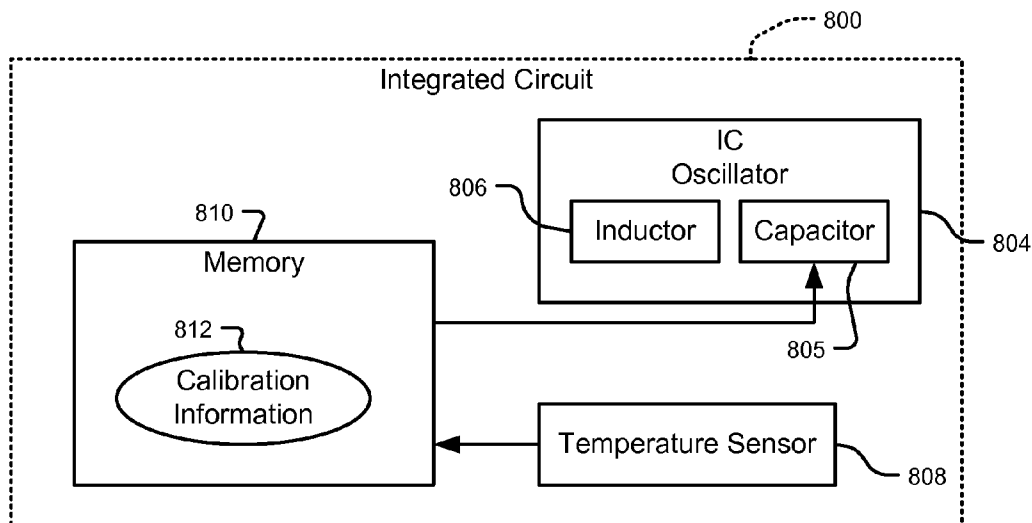 800
Integrated Circuit
IC
Oscillator
806
Inductor
Capacitor
804
810
Memory
805
812
Calibration
Information
Temperature Sensor
808